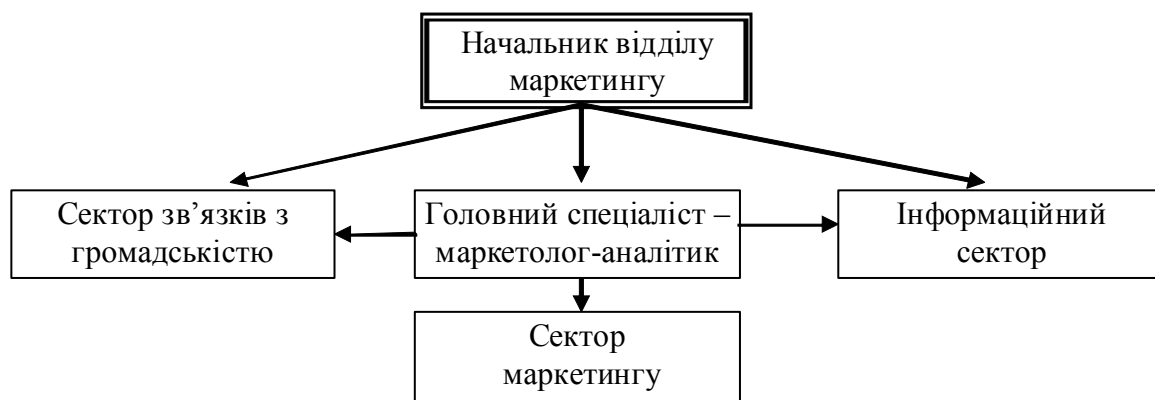 Начальник відділу
маркетингу
Сектор зв’язків з
громадськістю
Головний спеціаліст –
маркетолог-аналітик
Інформаційний
сектор
Сектор
маркетингу